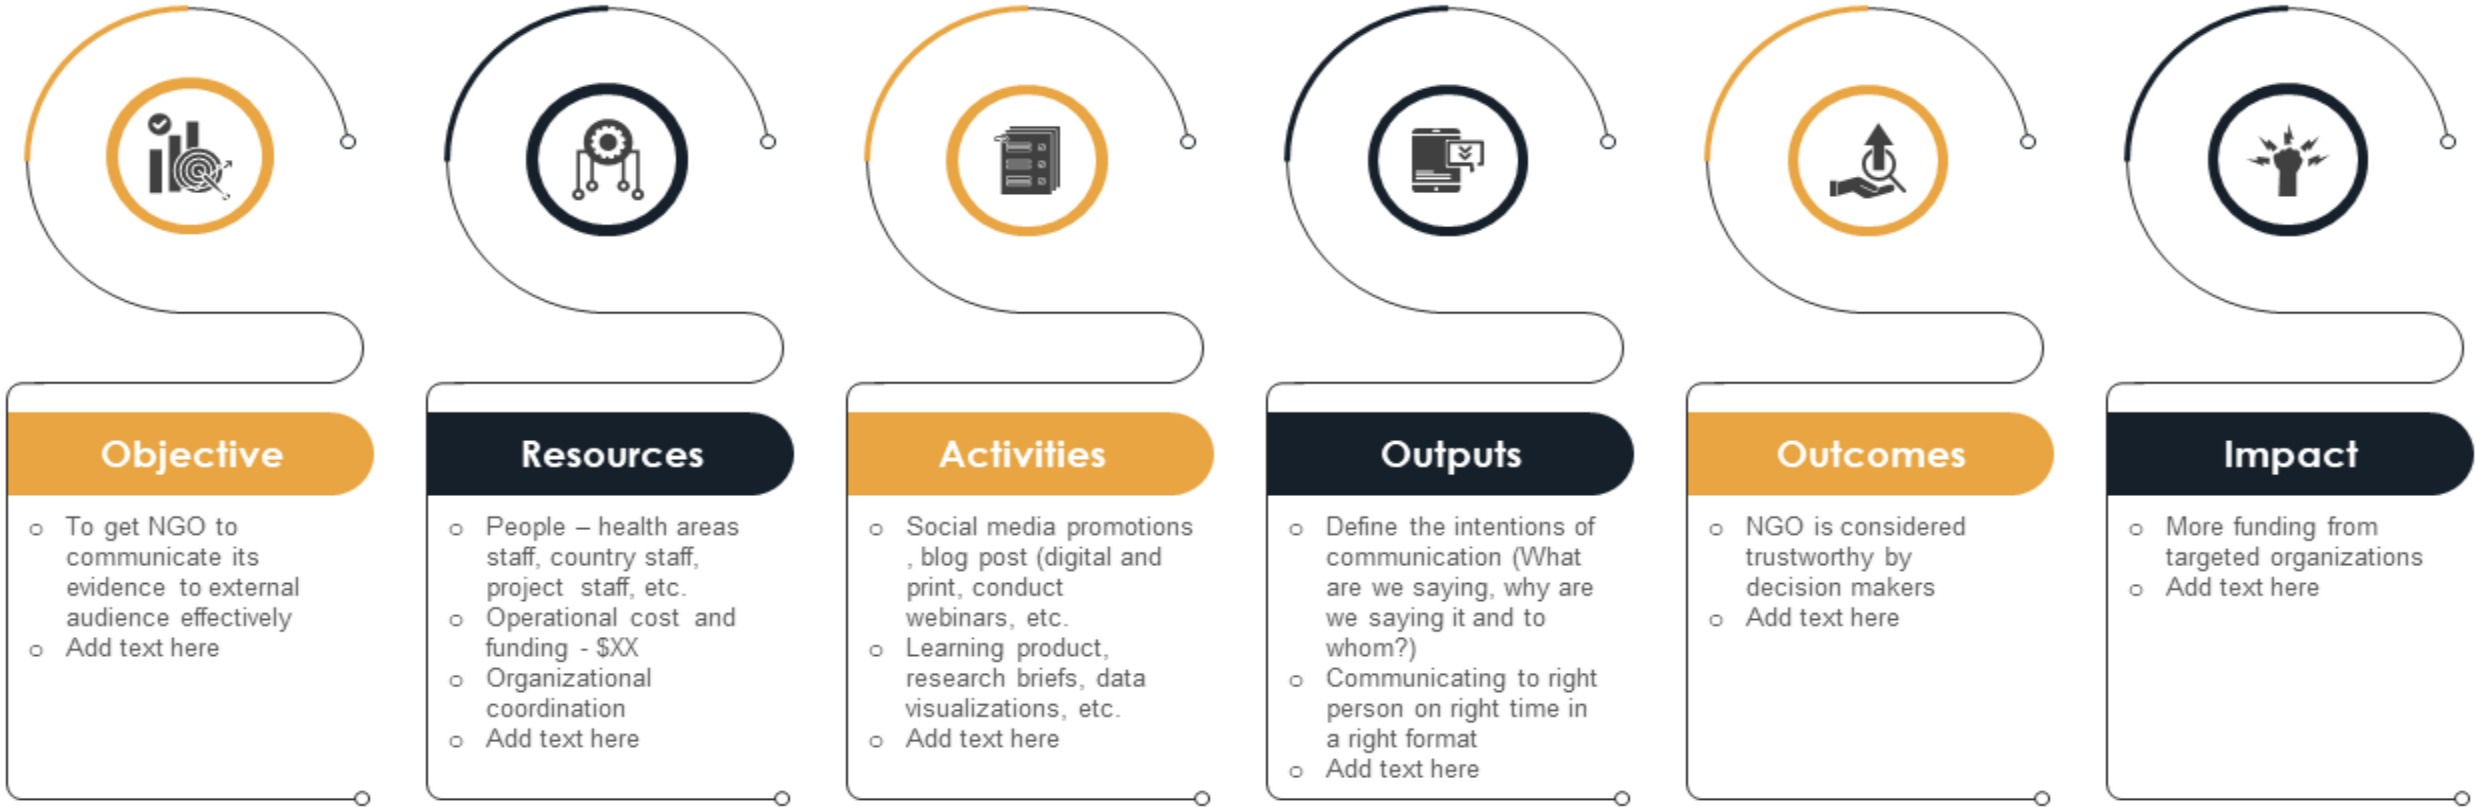 Objective
To get NGO to
communicate its
evidence to external
audience effectively
Add text here
Resources
People – health areas
staff, country staff,
project staff, etc.
Operational cost and
funding - $XX
Organizational
coordination
Add text here
Activities
Social media promotions
, blog post (digital and
print, conduct
webinars, etc.
Learning product,
research briefs, data
visualizations, etc.
Add text here
Outputs
Define the intentions of
communication (What
are we saying, why are
we saying it and to
whom?)
Communicating to right
person on right time in
a right format
Add text here
Outcomes
NGO is considered
trustworthy by
decision makers
Add text here
Impact
More funding from
targeted organizations
Add text here